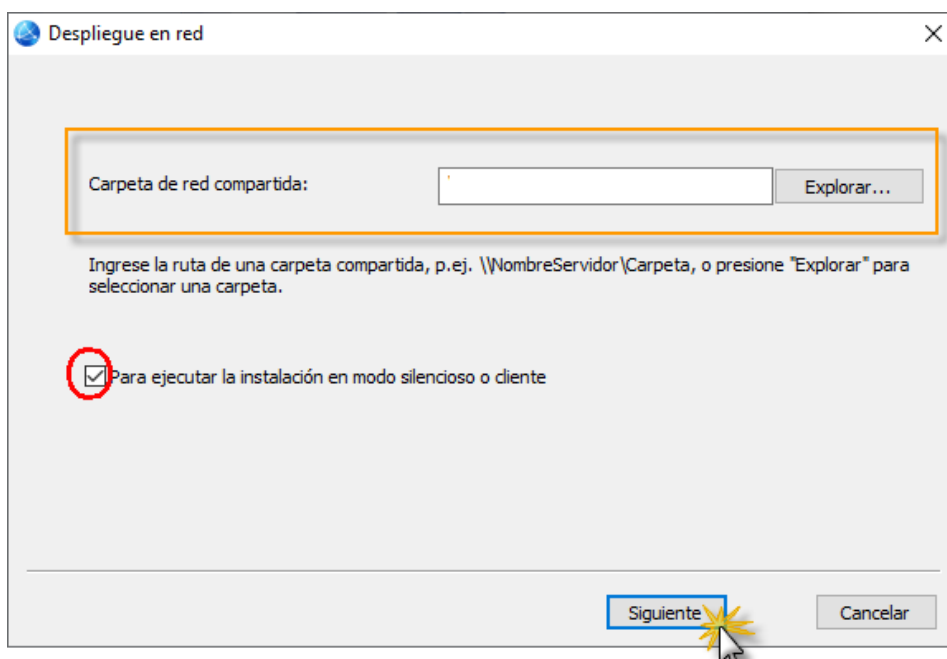 Despliegue en red
Carpeta de red compartida:
Explorar...
Ingrese la ruta de una carpeta compartida, p.ej. \\NombreServidor\Carpeta, o presione "Explorar" para
seleccionar una carpeta.
Para ejecutar la instalación en modo silencioso o cliente
Siguiente
Cancelar